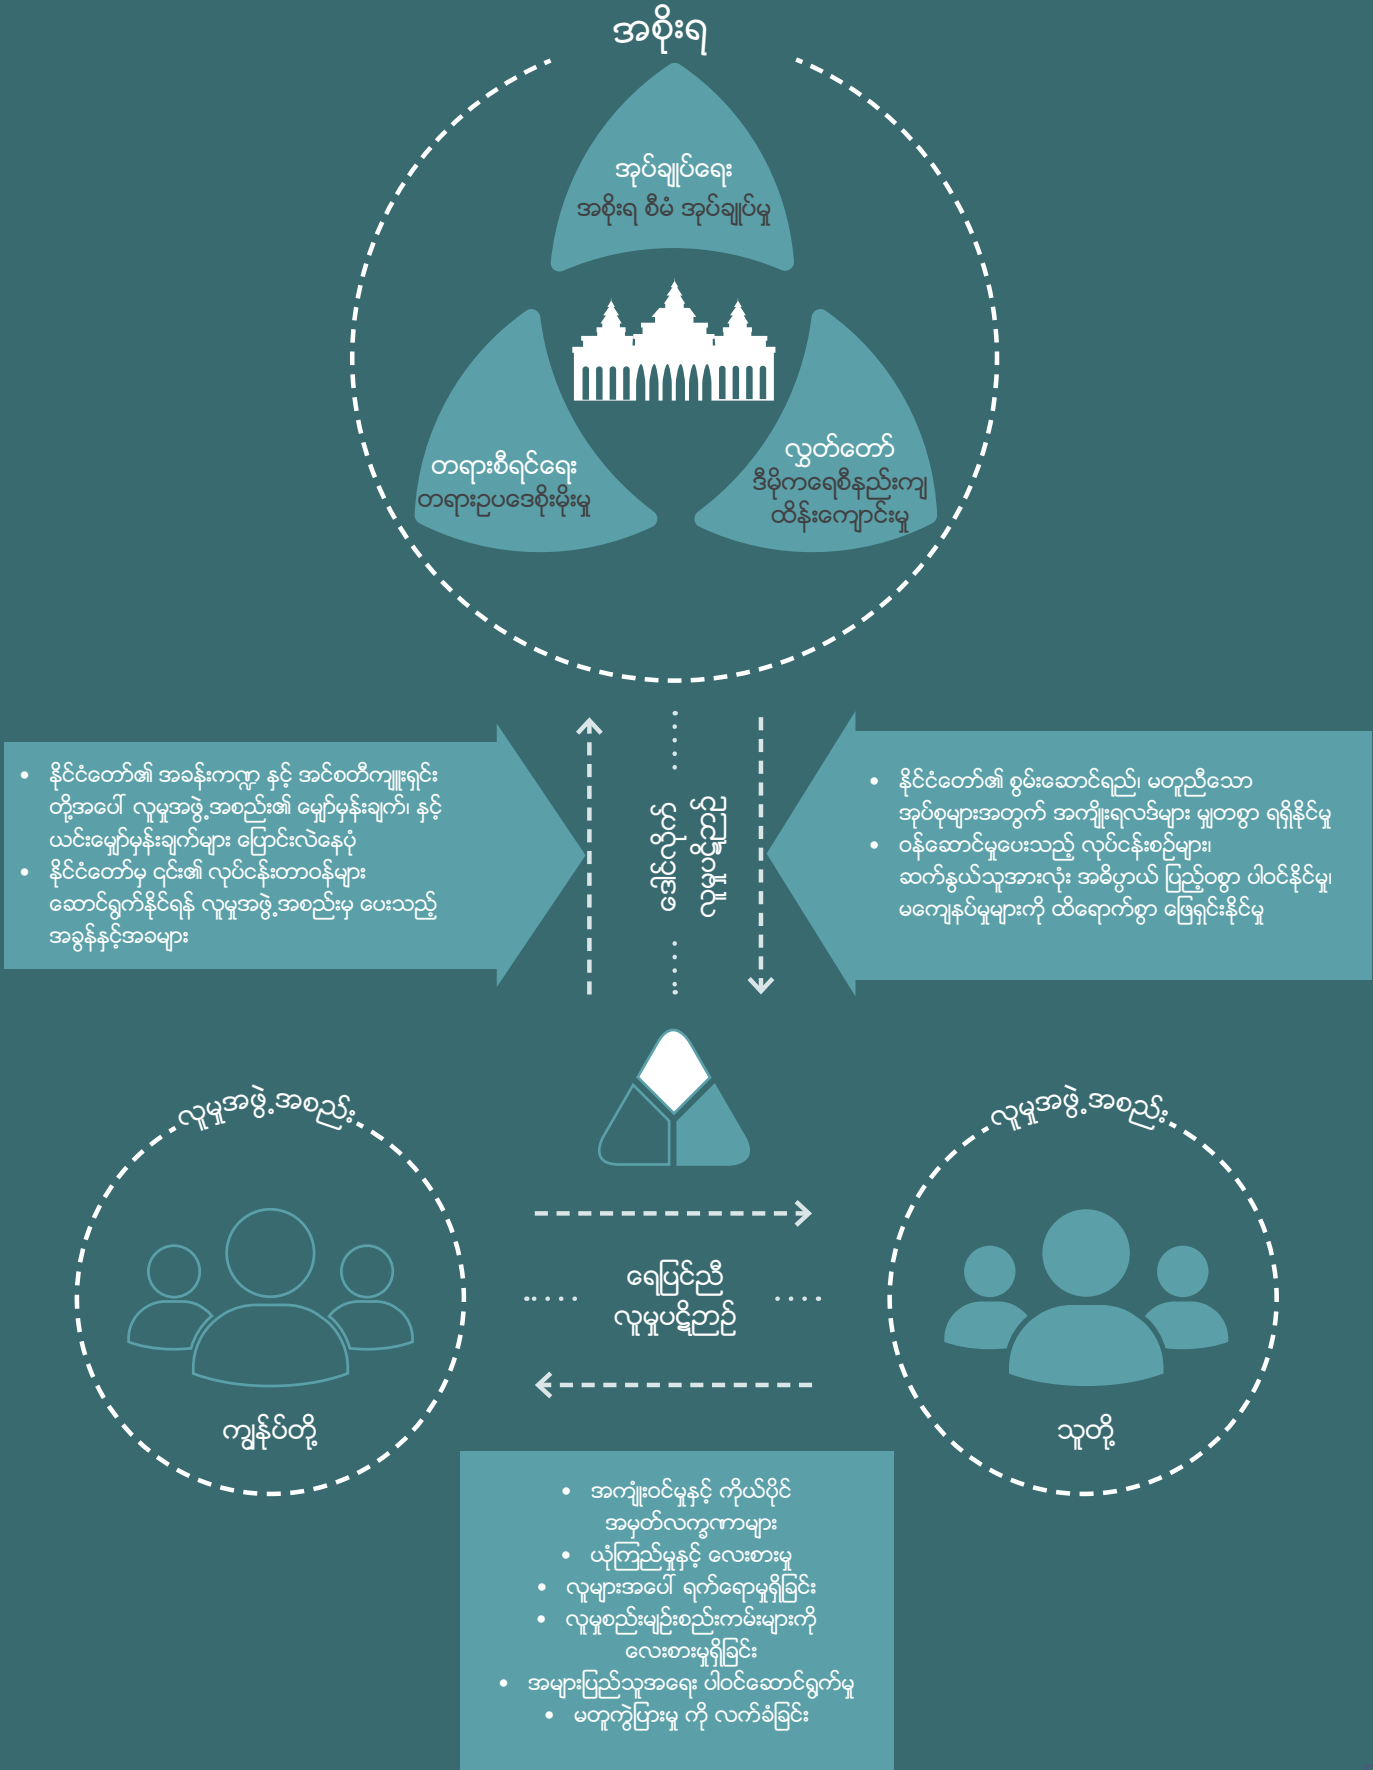 အစိုးရ
အုပ်ချုပ်ရေး
အစိုးရ စီမံ အုပ်ချုပ်မှု
တရားစီရင်ရေး
တရားဥပဒေစိုးမိုးမှု
လွှတ်တော်
ဒီမိုကရေစီနည်းကျ
ထိန်းကျောင်းမှု
• နိုင်ငံတော်၏ အခန်းကဏ္ဍ နှင့် အင်စတီကျူးရှင်း
တို့အပေါ် လူမှုအဖွဲ့အစည်း၏ မျှော်မှန်းချက်၊ နှင့်
ယင်းမျှော်မှန်းချက်များ ပြောင်းလဲနေပုံ
• နိုင်ငံတော်မှ ၎င်း၏ လုပ်ငန်းတာဝန်များ
ဆောင်ရွက်နိုင်ရန် လူမှုအဖွဲ့အစည်းမှ ပေးသည့်
အခွန်နှင့်အခများ
ဒေါင်လိုက်
လူမှုပဋိညာဉ်
• နိုင်ငံတော်၏ စွမ်းဆောင်ရည်၊ မတူညီသော
အုပ်စုများအတွက် အကျိုးရလဒ်များ မျှတစွာ ရရှိနိုင်မှု
• ဝန်ဆောင်မှုပေးသည့် လုပ်ငန်းစဉ်များ၊
ဆက်နွယ်သူအားလုံး အဓိပ္ပာယ် ပြည့်ဝစွာ ပါဝင်နိုင်မှု၊
မကျေနပ်မှုများကို ထိရောက်စွာ ဖြေရှင်းနိုင်မှု
လူမှုအဖွဲ့အစည်း
ကျွန်ုပ်တို့
ရေပြင်ညီ
လူမှုပဋိညာဉ်
လူမှုအဖွဲ့အစည်း
သူတို့
• အကျုံးဝင်မှုနှင့် ကိုယ်ပိုင်
အမှတ်လက္ခဏာများ
• ယုံကြည်မှုနှင့် လေးစားမှု
• လူများအပေါ် ရက်ရောမှုရှိခြင်း
• လူမှုစည်းမျဉ်းစည်းကမ်းများကို
လေးစားမှုရှိခြင်း
• အများပြည်သူအရေး ပါဝင်ဆောင်ရွက်မှု
• မတူကွဲပြားမှု ကို လက်ခံခြင်း